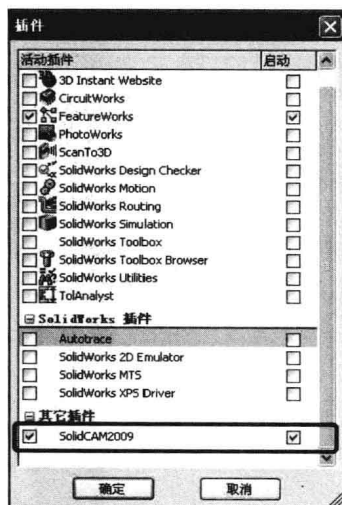 插件
活动插件 启动
3D Instant Website
CircuitWorks
FeatureWorks
PhotoWorks
ScanTo3D
SolidWorks Design Checker
SolidWorks Motion
SolidWorks Routing
SolidWorks Simulation
SolidWorks Toolbox
SolidWorks Toolbox Browser
SolidWorks Utilities
TolAnalyst
SolidWorks 插件
Autotrace
SolidWorks 2D Emulator
SolidWorks MTS
SolidWorks XPS Driver
其它插件
SolidCAM2009
确定 取消